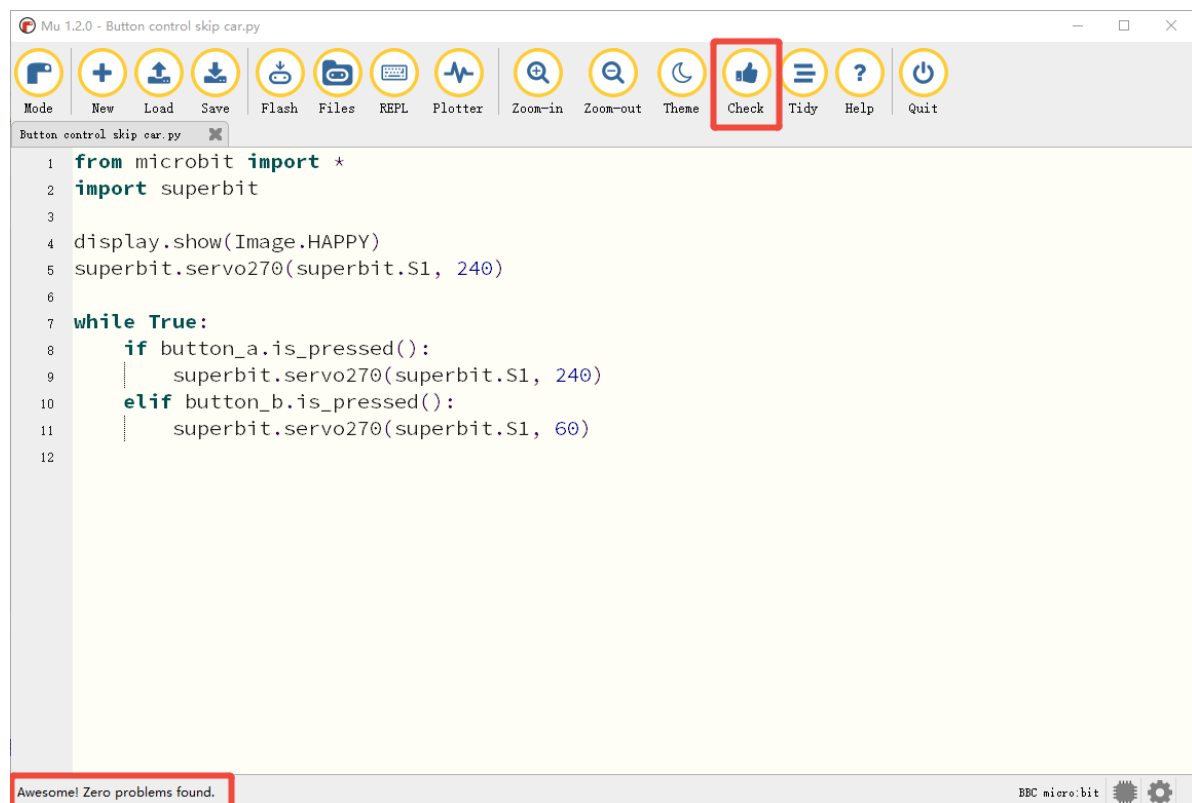 Mu 1.2.0 - Button control skip car.py
Mode New Load Save Flash Files REPL Plotter Zoom-in Zoom-out Theme Check Tidy Help Quit
Button control skip car.py
1 from microbit import *
2 import superbit
3
4 display.show(Image.HAPPY)
5 superbit.servo270(superbit.S1, 240)
6
7 while True:
8     if button_a.is_pressed():
9         superbit.servo270(superbit.S1, 240)
10     elif button_b.is_pressed():
11         superbit.servo270(superbit.S1, 60)
12
Awesome! Zero problems found. BBC micro:bit